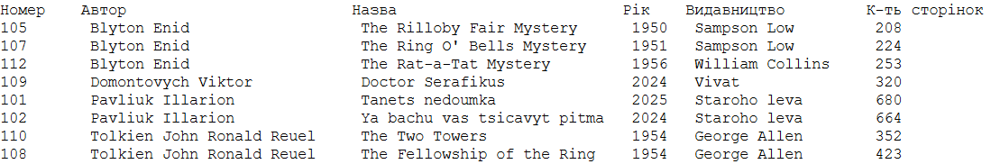 Номер Автор Назва Рік Видавництво К-ть сторінок
105 Blyton Enid The Rilloby Fair Mystery 1950 Sampson Low 208
107 Blyton Enid The Ring O' Bells Mystery 1951 Sampson Low 224
112 Blyton Enid The Rat-a-Tat Mystery 1956 William Collins 253
109 Domontovych Viktor Doctor Serafikus 2024 Vivat 320
101 Pavliuk Illarion Tanets nedoumka 2025 Staroho leva 680
102 Pavliuk Illarion Ya bachu vas tsicavyt pitma 2024 Staroho leva 664
110 Tolkien John Ronald Reuel The Two Towers 1954 George Allen 352
108 Tolkien John Ronald Reuel The Fellowship of the Ring 1954 George Allen 423